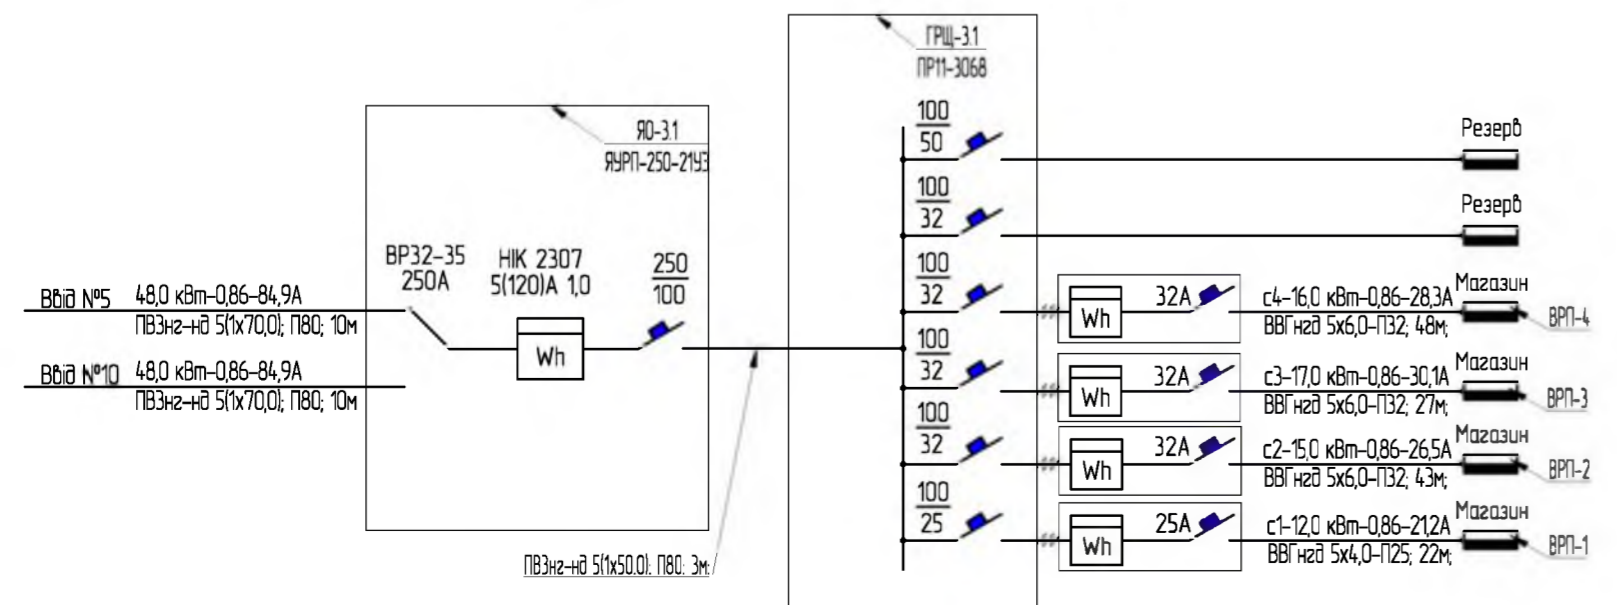 ГРЩ-3.1
ПР11-3068
ЯО-3.1
ЯУРП-250-21У3
ВР32-35
250А
НІК 2307
5(120)А 1,0
250
100
Ввід №5
48,0 кВт-0,86-84,9А
ПВЗнг-нд 5(1х70,0); П80; 10м
Ввід №10
48,0 кВт-0,86-84,9А
ПВЗнг-нд 5(1х70,0); П80; 10м
Wh
ПВЗнг-нд 5(1х50.0); П80; 3м;
100
50
Резерв
100
32
Резерв
100
32
Wh
32А
с4-16,0 кВт-0,86-28,3А
ВВГнгд 5х6,0-П32; 48м;
Магазин
ВРП-4
100
32
Wh
32А
с3-17,0 кВт-0,86-30,1А
ВВГнгд 5х6,0-П32; 27м;
Магазин
ВРП-3
100
32
Wh
32А
с2-15,0 кВт-0,86-26,5А
ВВГнгд 5х6,0-П32; 43м;
Магазин
ВРП-2
100
25
Wh
25А
с1-12,0 кВт-0,86-21,2А
ВВГнгд 5х4,0-П25; 22м;
Магазин
ВРП-1